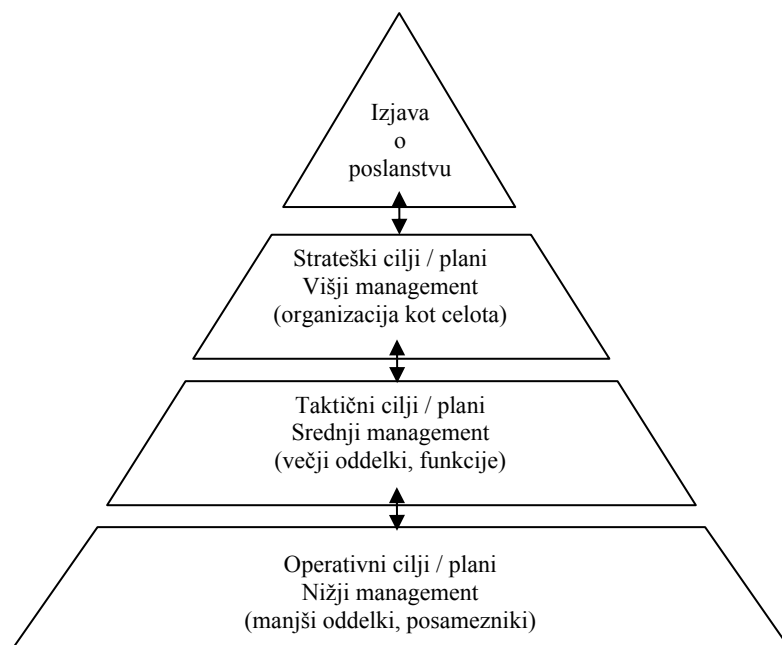 Izjava
o
poslanstvu
Strateški cilji / plani
Višji management
(organizacija kot celota)
Taktični cilji / plani
Srednji management
(večji oddelki, funkcije)
Operativni cilji / plani
Nižji management
(manjši oddelki, posamezniki)